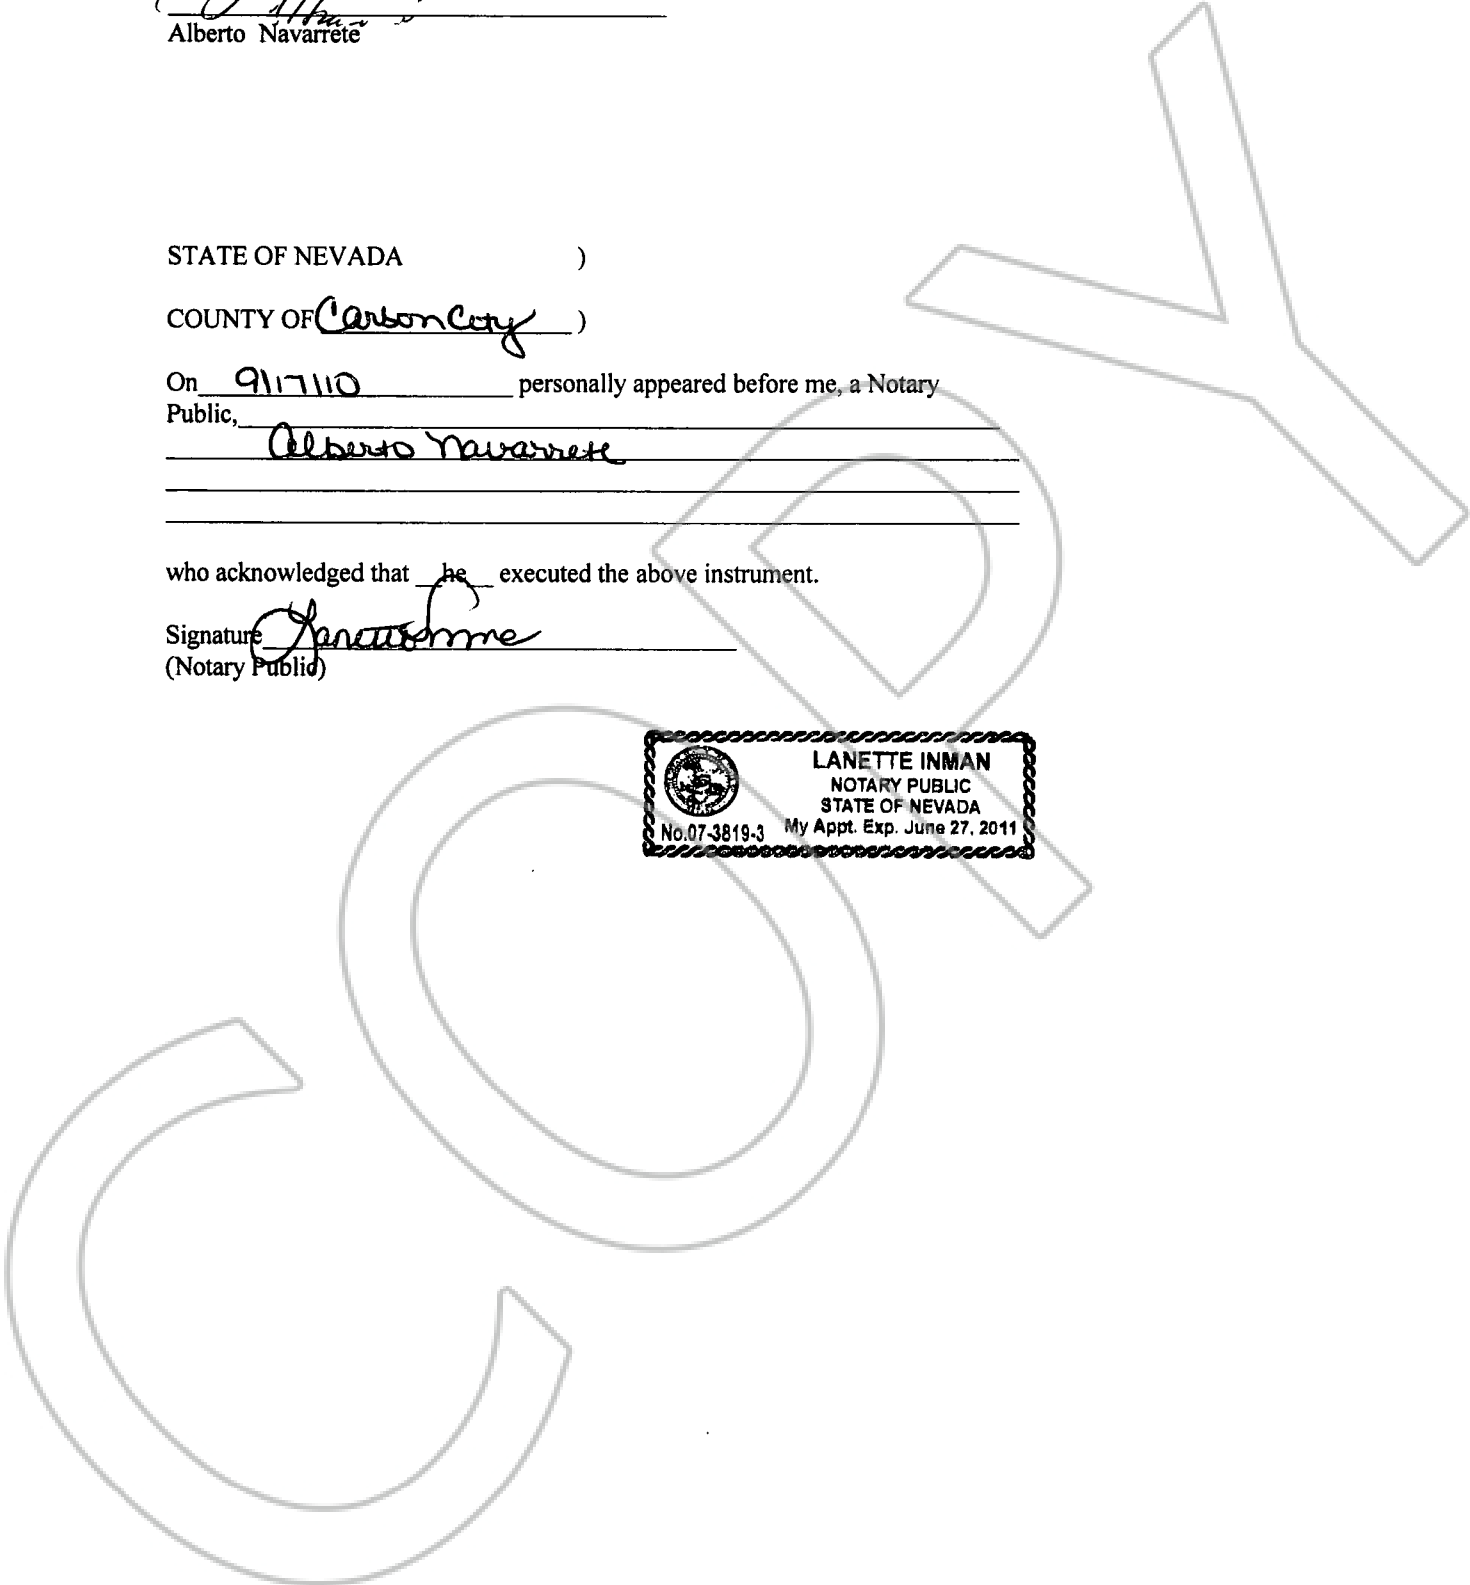 Alberto Navarrete
STATE OF NEVADA )
COUNTY OF Carson City )
On 9/17/10 personally appeared before me, a Notary
Public,
Alberto Navarrete
who acknowledged that he executed the above instrument.
Signature Lanette Inman
(Notary Public)
LANETTE INMAN
NOTARY PUBLIC
STATE OF NEVADA
No.07-3819-3 My Appt. Exp. June 27, 2011
COPY